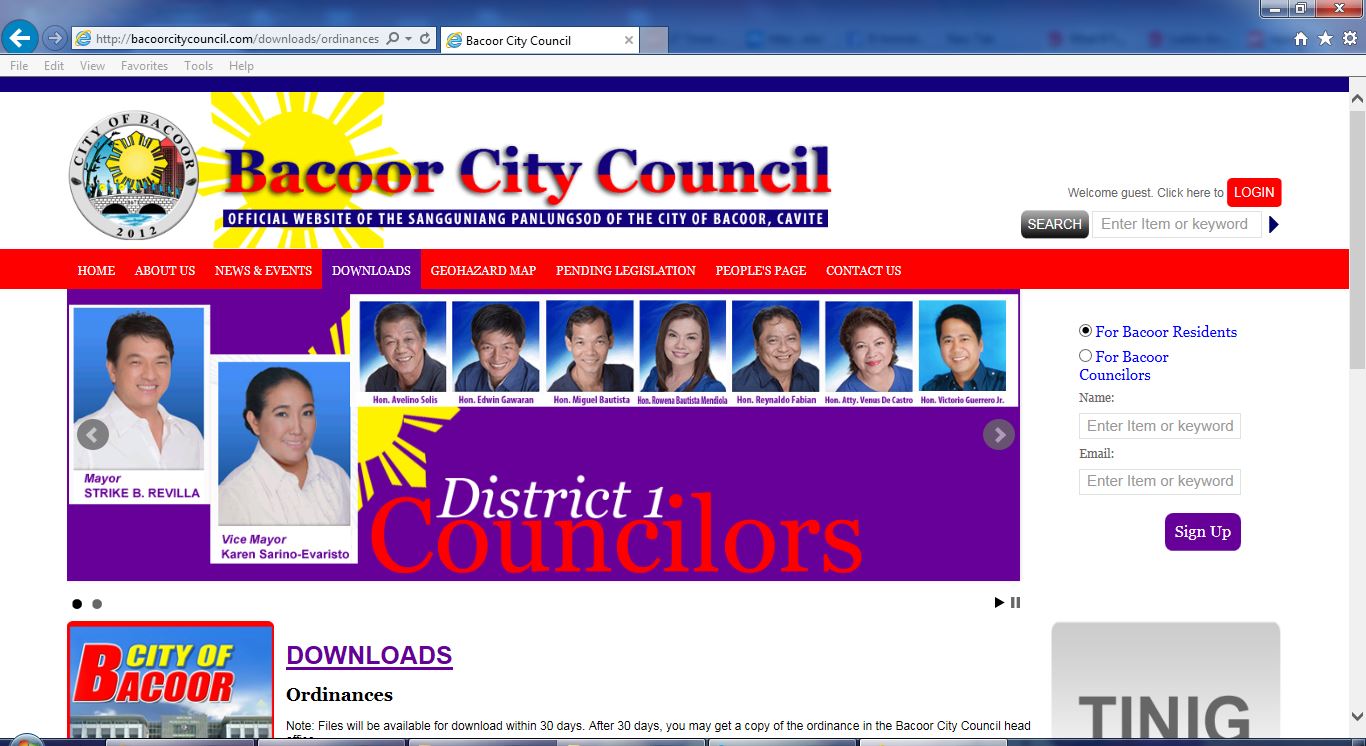 http://bacoorcitycouncil.com/downloads/ordinances
Bacoor City Council
File Edit View Favorites Tools Help
CITY OF BACOOR
2012
Bacoor City Council
OFFICIAL WEBSITE OF THE SANGGUNIANG PANLUNGSOD OF THE CITY OF BACOOR, CAVITE
Welcome guest. Click here to LOGIN
SEARCH Enter Item or keyword
HOME ABOUT US NEWS & EVENTS DOWNLOADS GEOHAZARD MAP PENDING LEGISLATION PEOPLE'S PAGE CONTACT US
Hon. Avelino Solis Hon. Edwin Gawaran Hon. Miguel Bautista Hon. Rowena Bautista Mendiola Hon. Reynaldo Fabian Hon. Atty. Venus De Castro Hon. Victorio Guerrero Jr.
Mayor
STRIKE B. REVILLA
Vice Mayor
Karen Sarino-Evaristo
District 1
Councilors
For Bacoor Residents
For Bacoor
Councilors
Name:
Enter Item or keyword
Email:
Enter Item or keyword
Sign Up
CITY OF
BACOOR
DOWNLOADS
Ordinances
Note: Files will be available for download within 30 days. After 30 days, you may get a copy of the ordinance in the Bacoor City Council head
TINIG